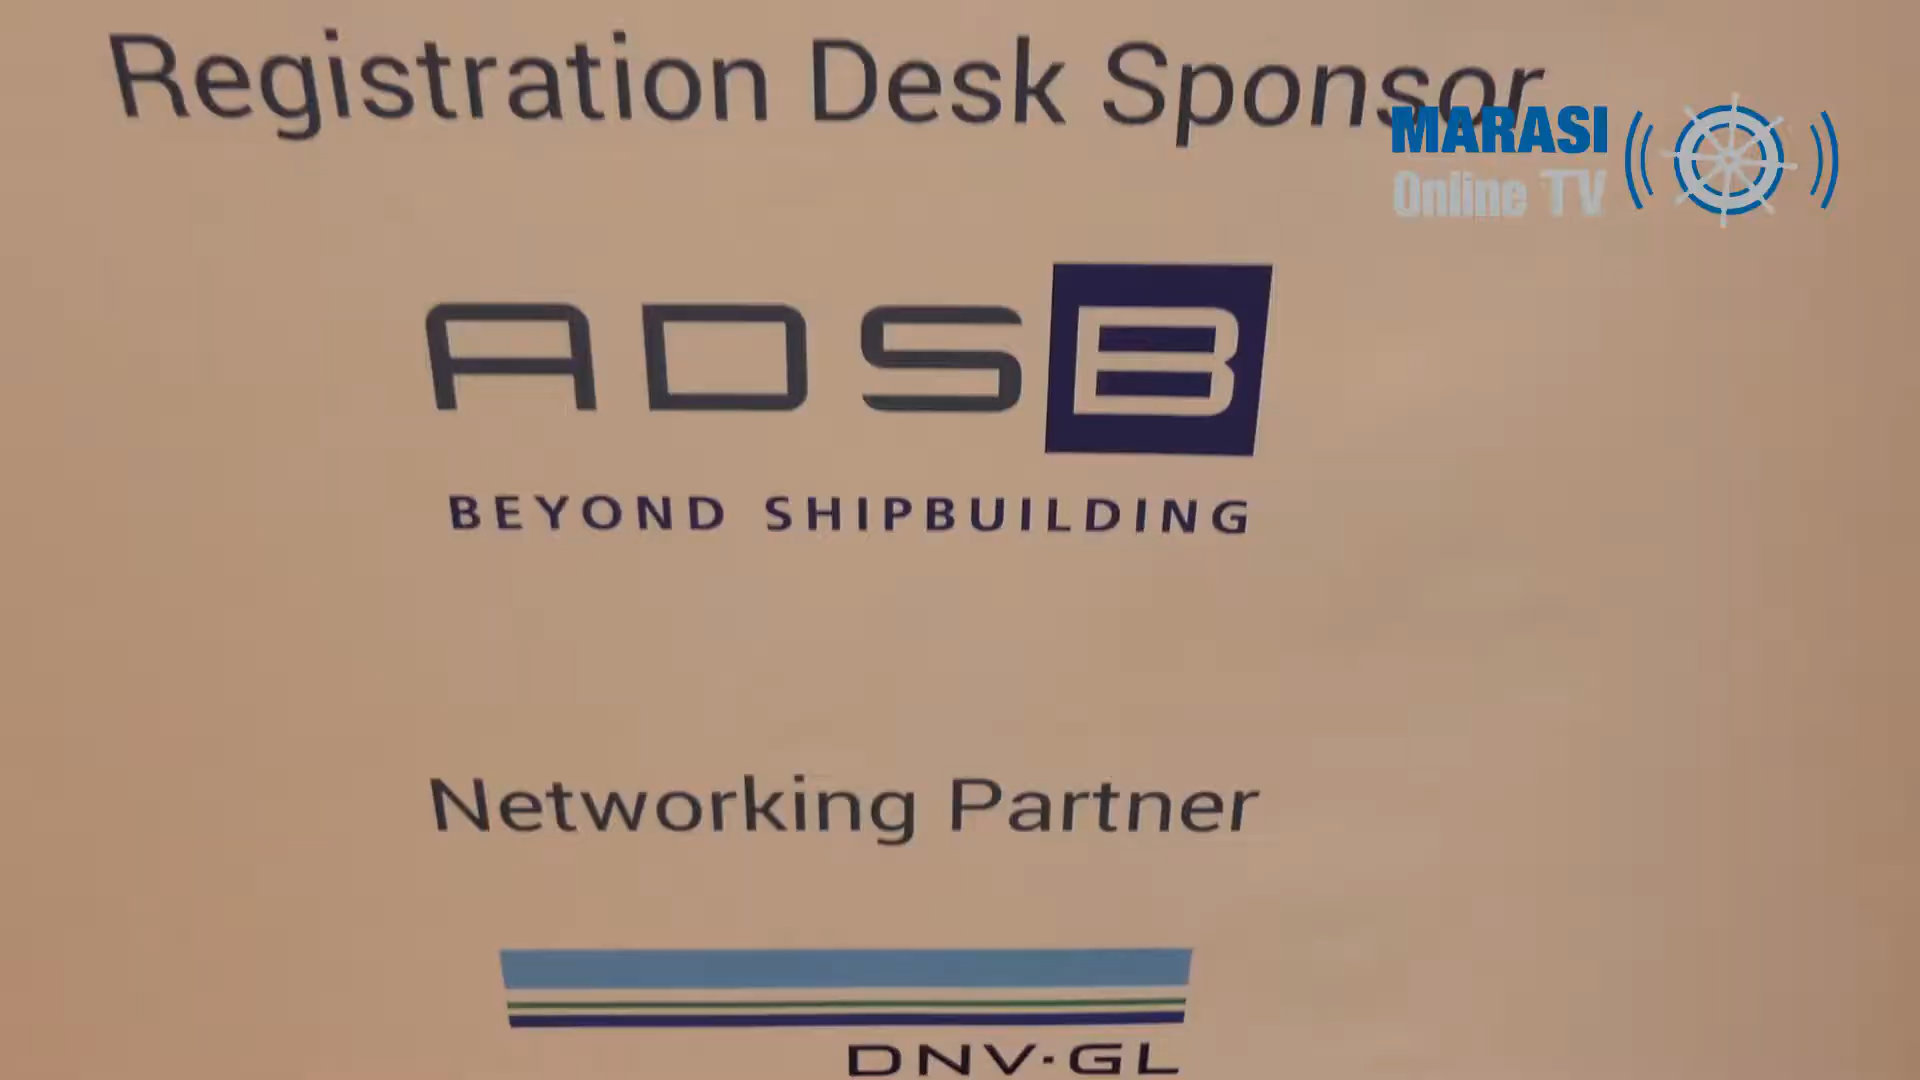 Registration Desk Sponsor
MARASI
Online TV
ADSB
BEYOND SHIPBUILDING
Networking Partner
DNV·GL